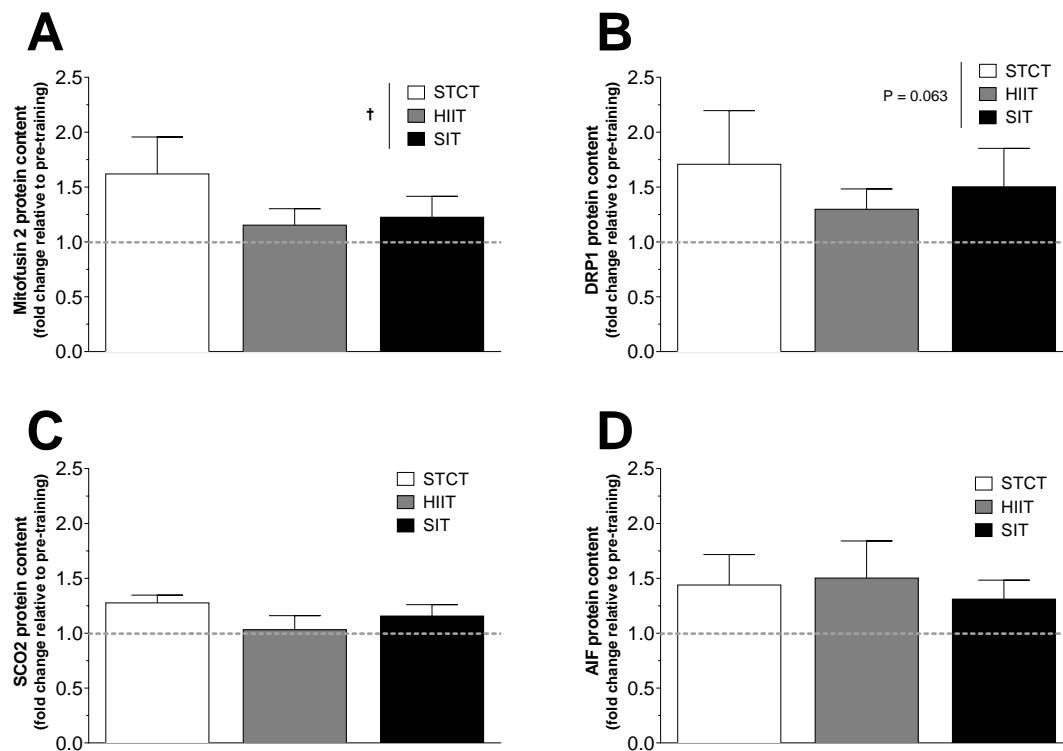 A
Mitofusin 2 protein content
(fold change relative to pre-training)
2.5
2.0
1.5
1.0
0.5
0.0
†
STCT
HIIT
SIT
B
DRP1 protein content
(fold change relative to pre-training)
2.5
2.0
1.5
1.0
0.5
0.0
P = 0.063
STCT
HIIT
SIT
C
SCO2 protein content
(fold change relative to pre-training)
2.5
2.0
1.5
1.0
0.5
0.0
STCT
HIIT
SIT
D
AIF protein content
(fold change relative to pre-training)
2.5
2.0
1.5
1.0
0.5
0.0
STCT
HIIT
SIT